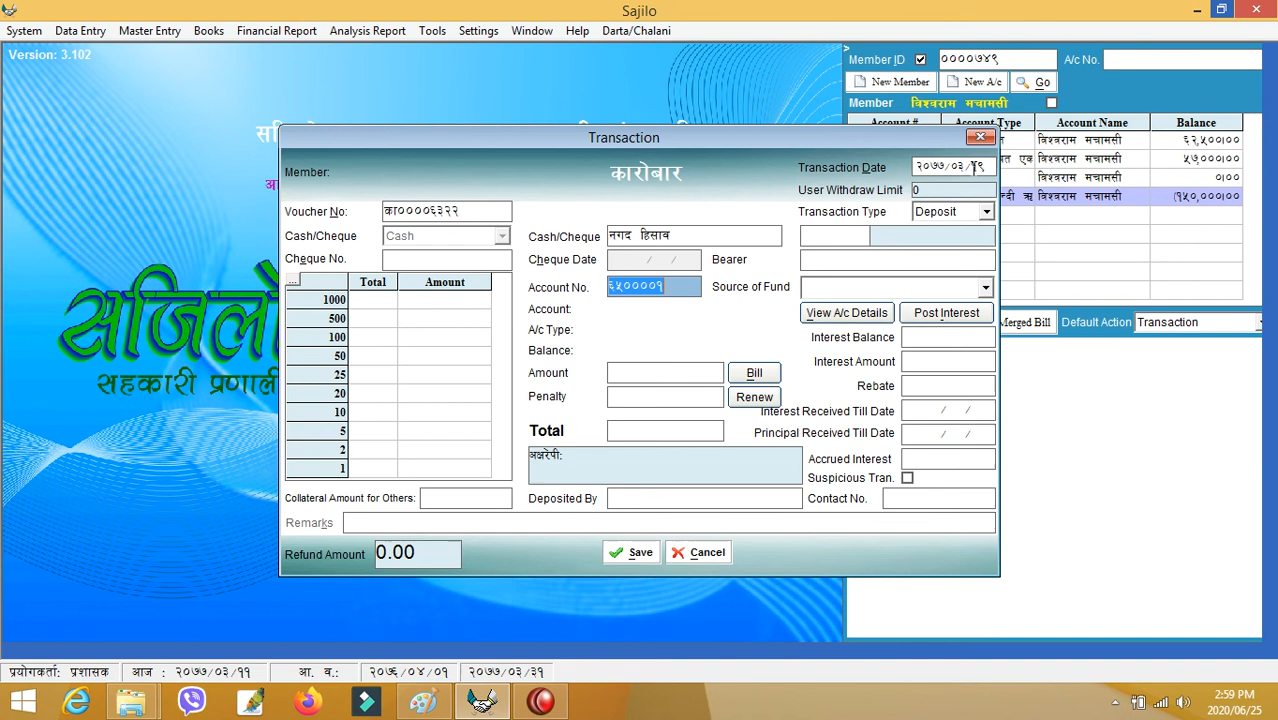 Sajilo
System Data Entry Master Entry Books Financial Report Analysis Report Tools Settings Window Help Darta/Chalani
Version: 3.102
Member ID ००००७४९ A/c No.
New Member New A/c Go
Member विश्वराम मचामसी
Account # Account Type Account Name Balance
विश्वराम मचामसी ६२,५००|००
त एक विश्वराम मचामसी ५७,०००|००
विश्वराम मचामसी ०|००
न्दी ऋ विश्वराम मचामसी (१५०,०००|००
Merged Bill Default Action Transaction
सजिलो
सहकारी प्रणाली
Transaction
Member: कारोबार Transaction Date
User Withdraw Limit 0
Voucher No: का००००६३२२ Transaction Type Deposit
Cash/Cheque Cash Cash/Cheque नगद हिसाव
Cheque No. Cheque Date / / Bearer
... Total Amount Account No. ६५००००१ Source of Fund
1000 Account: View A/c Details Post Interest
500 A/c Type: Interest Balance
100 Balance: Interest Amount
50 Amount Bill Rebate
25 Penalty Renew Interest Received Till Date / /
20 Total Principal Received Till Date / /
10 अक्षरेपी: Accrued Interest
5 Suspicious Tran.
2
1
Collateral Amount for Others: Deposited By Contact No.
Remarks
Refund Amount 0.00 Save Cancel
प्रयोगकर्ता: प्रशासक आज : २०७७/०३/११ आ. व.: २०७६/०४/०१ २०७७/०३/३१
2:59 PM
2020/06/25